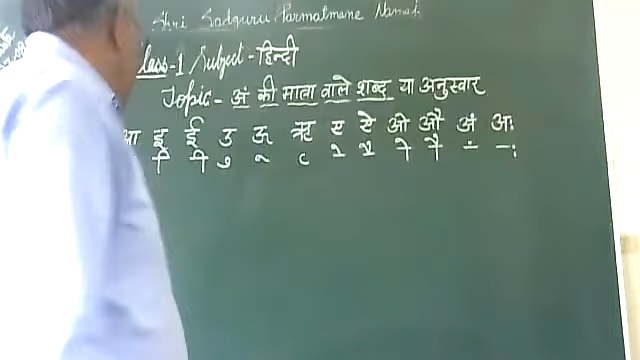 Shri Sadguru Parmatmane Namah
Class-1 Subject - हिन्दी
Topic - अं की मात्रा वाले शब्द या अनुस्वार
आ इ ई उ ऊ ऋ ए ऐ ओ औ अं अः
ि ी ु ू ृ े ै ो ौ ं ः